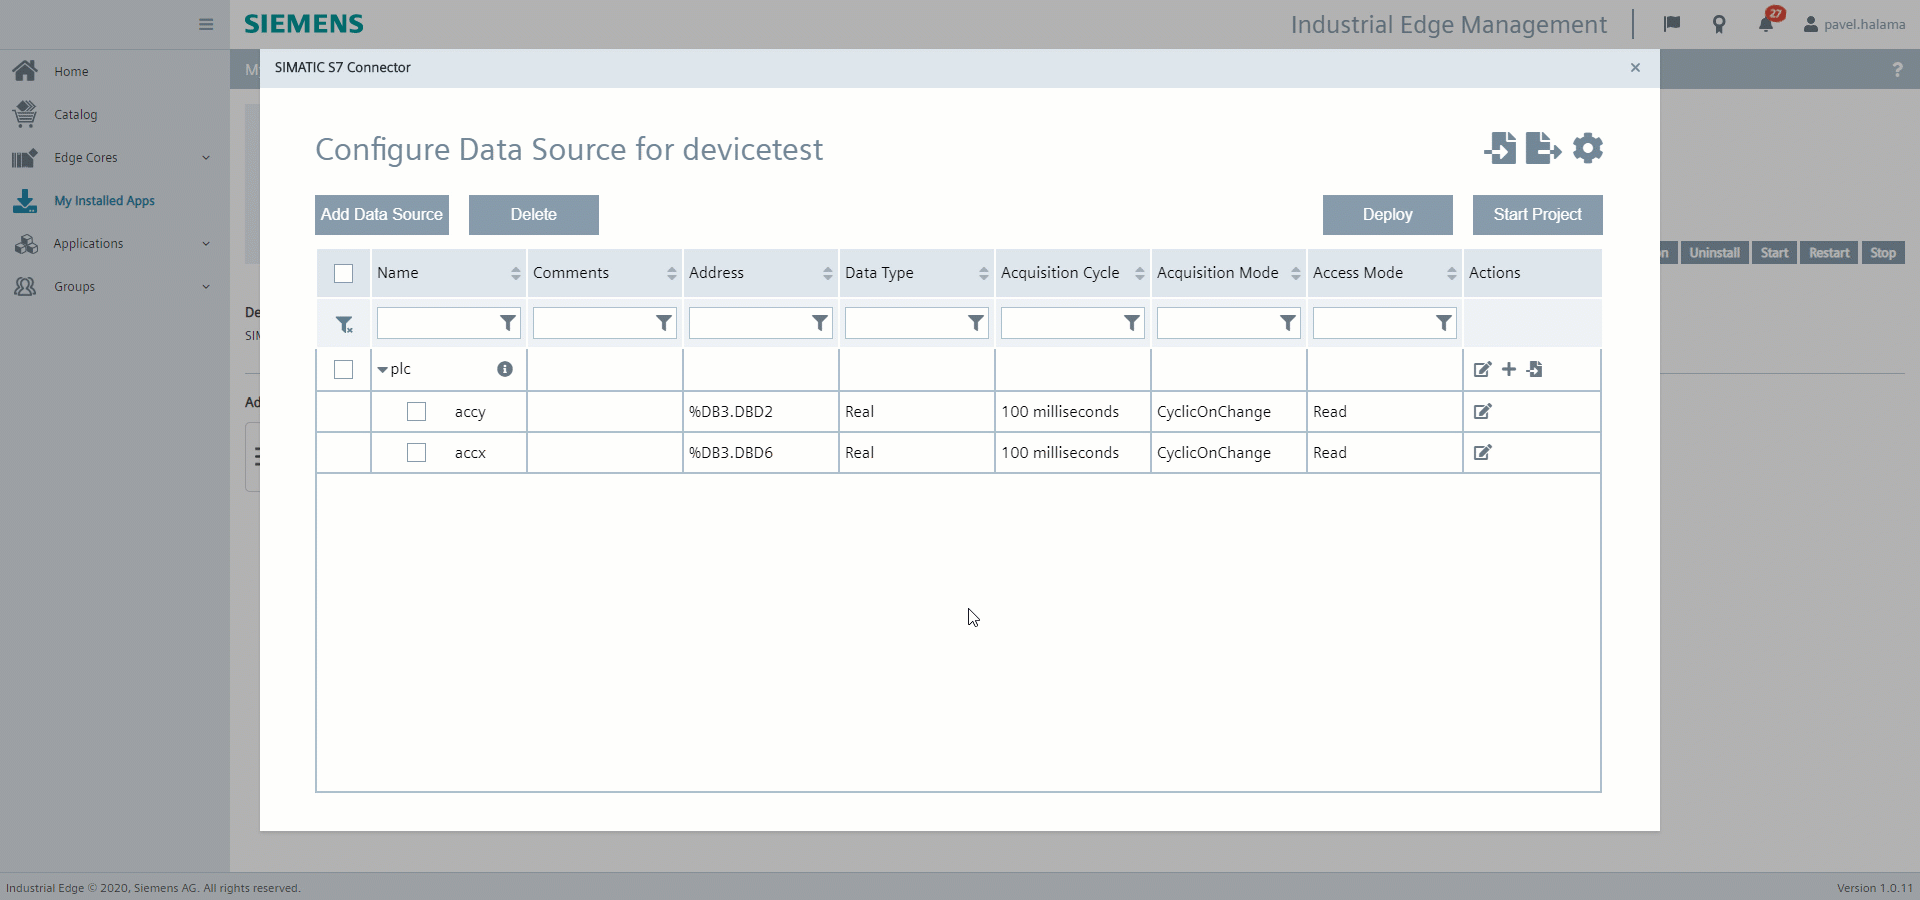 SIEMENS
Industrial Edge Management
27
pavel.halama
Home
Catalog
Edge Cores
My Installed Apps
Applications
Groups
SIMATIC S7 Connector
×
?
Configure Data Source for devicetest
Add Data Source
Delete
Deploy
Start Project
Uninstall
Start
Restart
Stop
Name
Comments
Address
Data Type
Acquisition Cycle
Acquisition Mode
Access Mode
Actions
plc
accy
%DB3.DBD2
Real
100 milliseconds
CyclicOnChange
Read
accx
%DB3.DBD6
Real
100 milliseconds
CyclicOnChange
Read
Industrial Edge © 2020, Siemens AG. All rights reserved.
Version 1.0.11